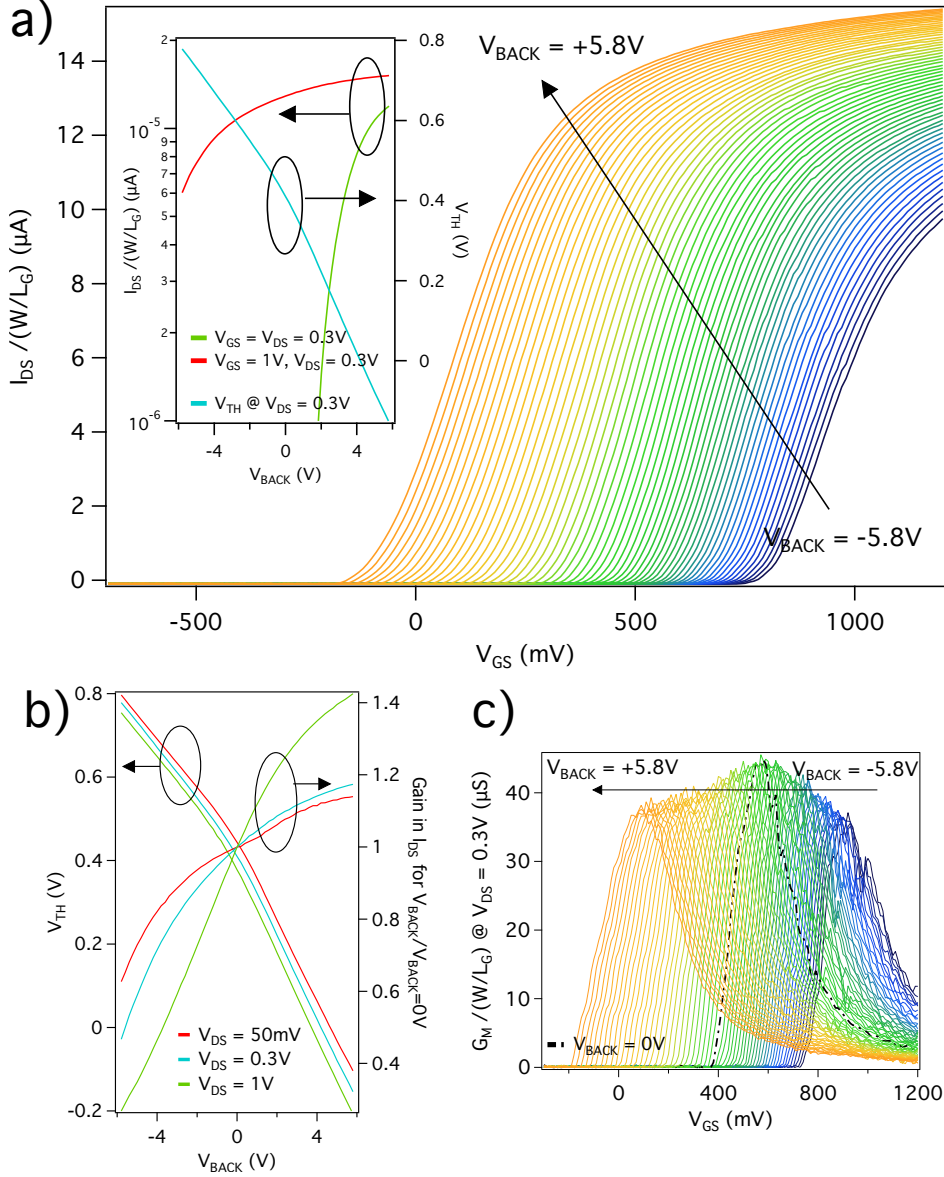 a)
V_BACK = +5.8V
V_BACK = -5.8V
I_DS /(W/L_G) (µA)
14
12
10
8
6
4
2
0
-500
0
500
1000
V_GS (mV)
I_DS /(W/L_G) (µA)
2
10^-5
9
8
7
6
5
4
3
2
10^-6
0.8
0.6
0.4
0.2
0
V_TH (V)
V_GS = V_DS = 0.3V
V_GS = 1V, V_DS = 0.3V
V_TH @ V_DS = 0.3V
-4
0
4
V_BACK (V)
b)
V_TH (V)
0.8
0.6
0.4
0.2
0
-0.2
1.4
1.2
1
0.8
0.6
0.4
Gain in I_DS for V_BACK/V_BACK=0V
V_DS = 50mV
V_DS = 0.3V
V_DS = 1V
-4
0
4
V_BACK (V)
c)
V_BACK = +5.8V
V_BACK = -5.8V
G_M /(W/L_G) @ V_DS = 0.3V (µS)
40
30
20
10
0
V_BACK = 0V
0
400
800
1200
V_GS (mV)